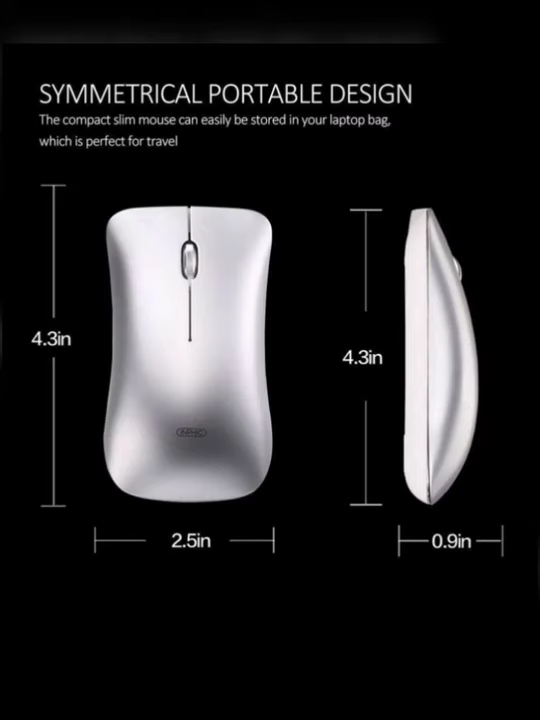 SYMMETRICAL PORTABLE DESIGN
The compact slim mouse can easily be stored in your laptop bag,
which is perfect for travel
4.3in
4.3in
INPHIC
2.5in
0.9in